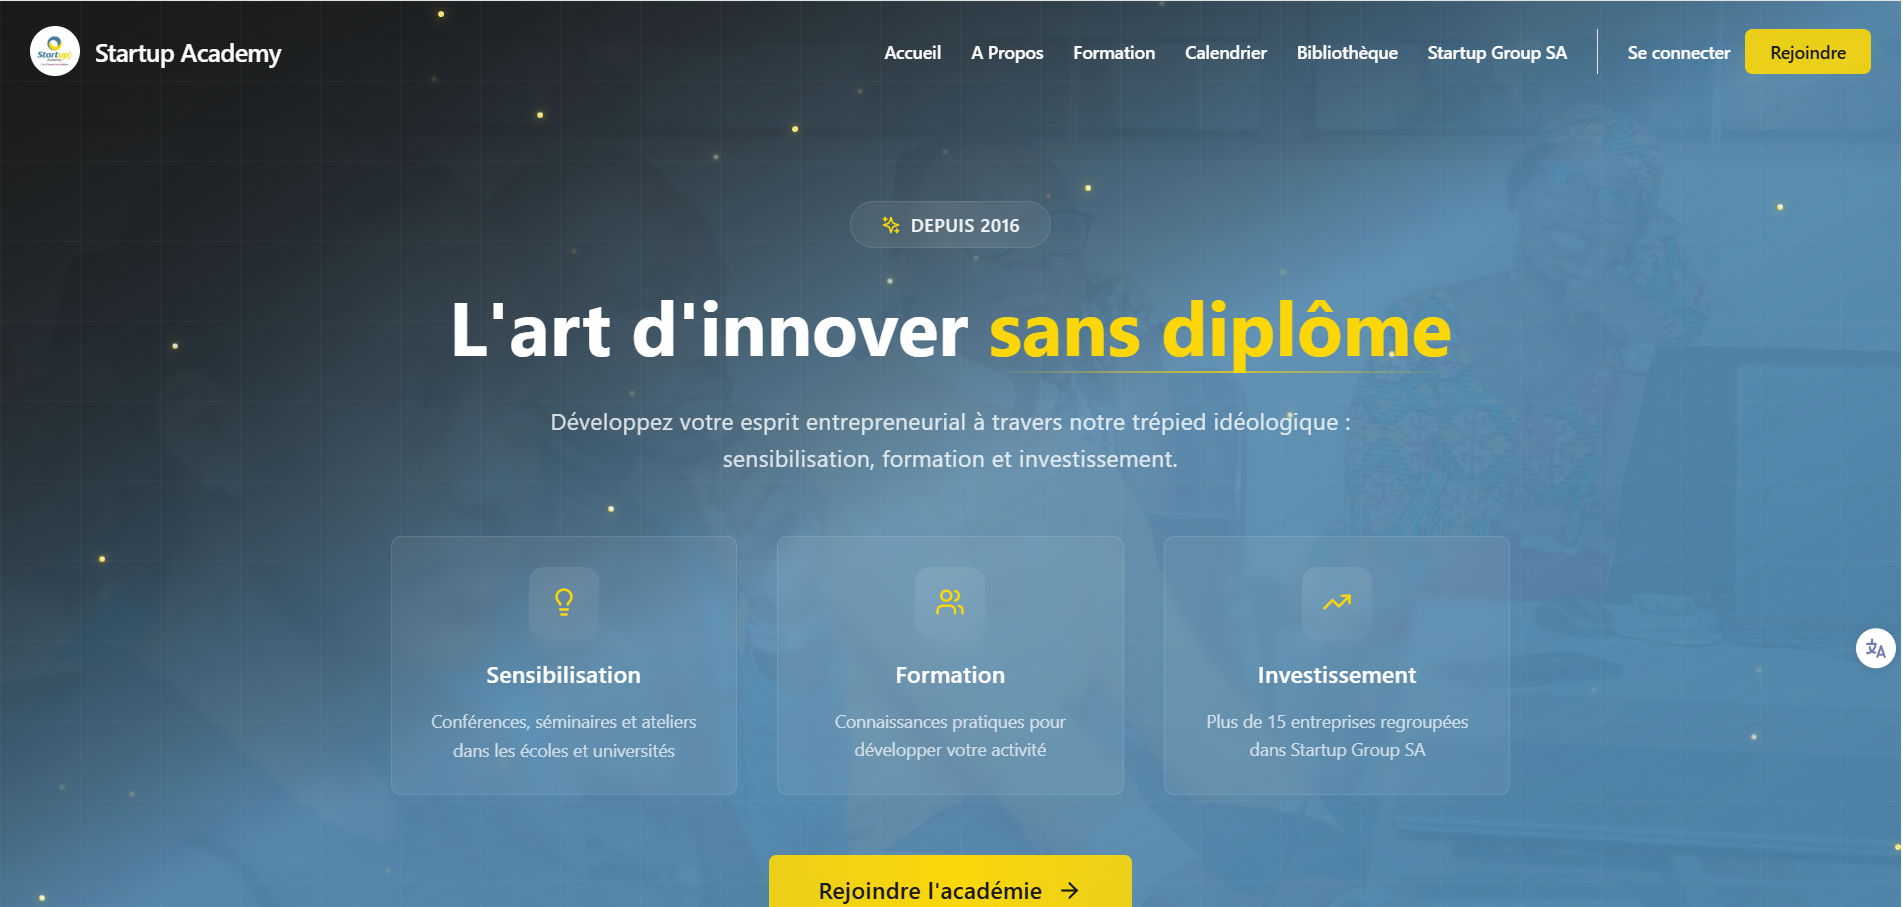 Startup
Academy
Startup Academy
Accueil
A Propos
Formation
Calendrier
Bibliothèque
Startup Group SA
Se connecter
Rejoindre
DEPUIS 2016
L'art d'innover sans diplôme
Développez votre esprit entrepreneurial à travers notre trépied idéologique :
sensibilisation, formation et investissement.
Sensibilisation
Conférences, séminaires et ateliers
dans les écoles et universités
Formation
Connaissances pratiques pour
développer votre activité
Investissement
Plus de 15 entreprises regroupées
dans Startup Group SA
Rejoindre l'académie